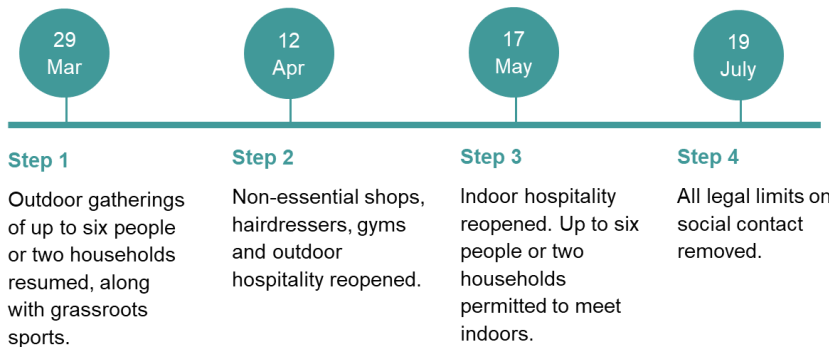 29
Mar
12
Apr
17
May
19
July
Step 1
Outdoor gatherings
of up to six people
or two households
resumed, along
with grassroots
sports.
Step 2
Non-essential shops,
hairdressers, gyms
and outdoor
hospitality reopened.
Step 3
Indoor hospitality
reopened. Up to six
people or two
households
permitted to meet
indoors.
Step 4
All legal limits on
social contact
removed.